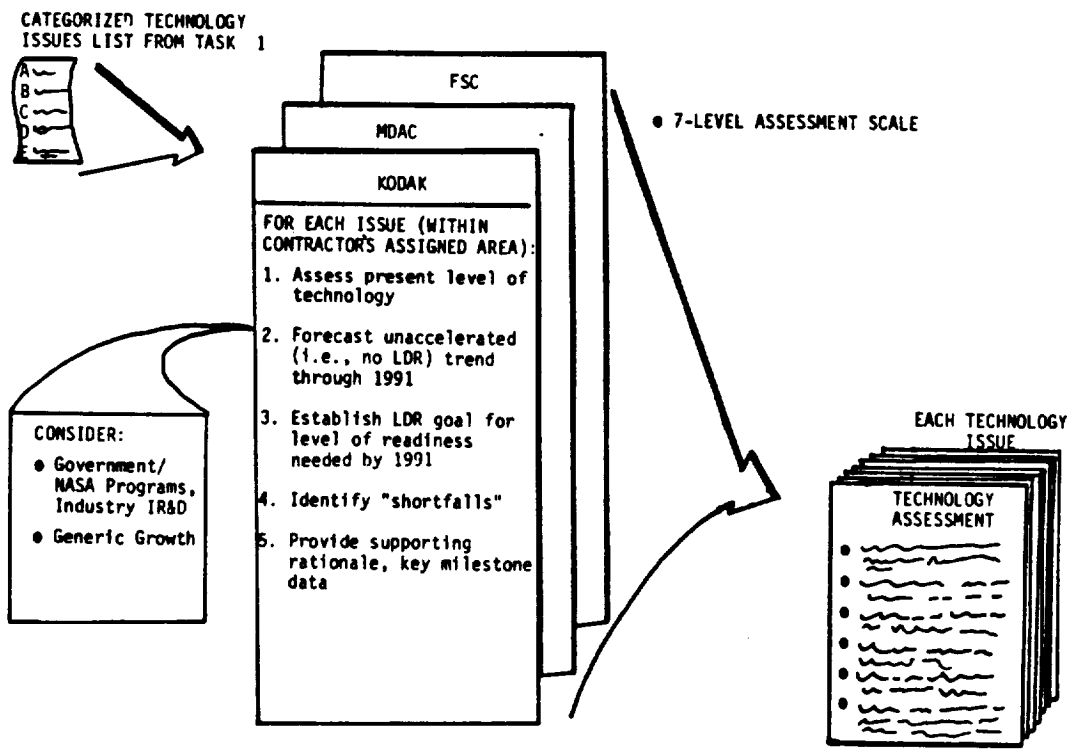 CATEGORIZED TECHNOLOGY
ISSUES LIST FROM TASK 1
A
B
C
D
E
FSC
MDAC
KODAK
FOR EACH ISSUE (WITHIN
CONTRACTOR'S ASSIGNED AREA):
1. Assess present level of
technology
2. Forecast unaccelerated
(i.e., no LDR) trend
through 1991
3. Establish LDR goal for
level of readiness
needed by 1991
4. Identify "shortfalls"
5. Provide supporting
rationale, key milestone
data
CONSIDER:
● Government/
NASA Programs,
Industry IR&D
● Generic Growth
● 7-LEVEL ASSESSMENT SCALE
EACH TECHNOLOGY
ISSUE
TECHNOLOGY
ASSESSMENT